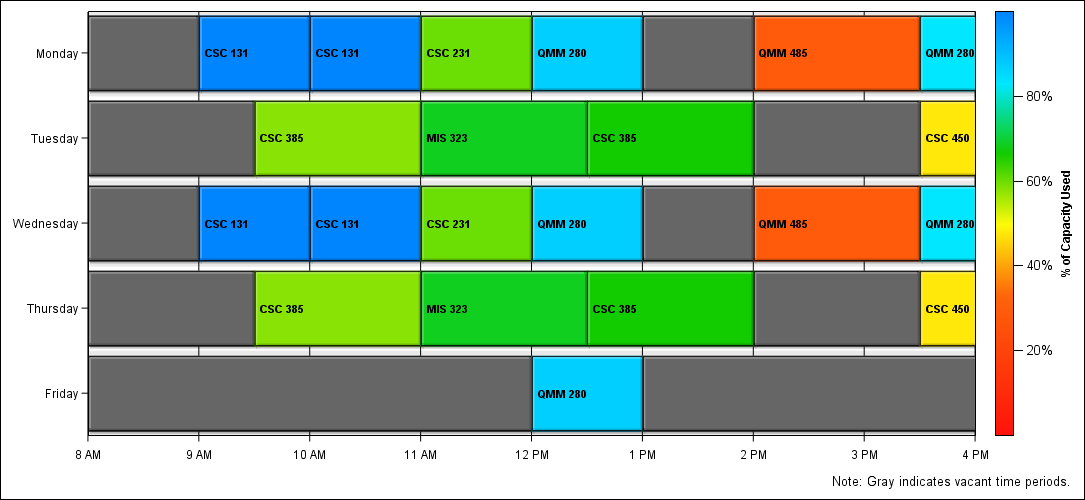 Monday
CSC 131
CSC 131
CSC 231
QMM 280
QMM 485
QMM 280
Tuesday
CSC 385
MIS 323
CSC 385
CSC 450
Wednesday
CSC 131
CSC 131
CSC 231
QMM 280
QMM 485
QMM 280
Thursday
CSC 385
MIS 323
CSC 385
CSC 450
Friday
QMM 280
8 AM
9 AM
10 AM
11 AM
12 PM
1 PM
2 PM
3 PM
4 PM
80%
60%
40%
20%
% of Capacity Used
Note: Gray indicates vacant time periods.